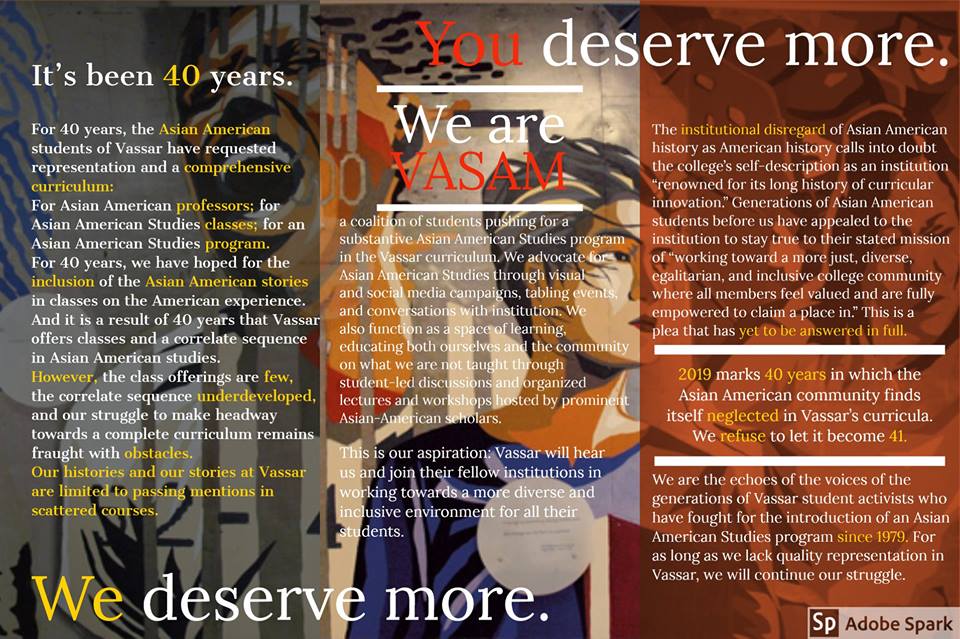 It's been 40 years.
For 40 years, the Asian American
students of Vassar have requested
representation and a comprehensive
curriculum:
For Asian American professors; for
Asian American Studies classes; for an
Asian American Studies program.
For 40 years, we have hoped for the
inclusion of the Asian American stories
in classes on the American experience.
And it is a result of 40 years that Vassar
offers classes and a correlate sequence
in Asian American studies.
However, the class offerings are few,
the correlate sequence underdeveloped,
and our struggle to make headway
towards a complete curriculum remains
fraught with obstacles.
Our histories and our stories at Vassar
are limited to passing mentions in
scattered courses.
We deserve more.
You deserve more.
We are
VASAM
a coalition of students pushing for a
substantive Asian American Studies program
in the Vassar curriculum. We advocate for
Asian American Studies through visual
and social media campaigns, tabling events,
and conversations with institution. We
also function as a space of learning,
educating both ourselves and the community
on what we are not taught through
student-led discussions and organized
lectures and workshops hosted by prominent
Asian-American scholars.
This is our aspiration: Vassar will hear
us and join their fellow institutions in
working towards a more diverse and
inclusive environment for all their
students.
The institutional disregard of Asian American
history as American history calls into doubt
the college's self-description as an institution
"renowned for its long history of curricular
innovation." Generations of Asian American
students before us have appealed to the
institution to stay true to their stated mission
of "working toward a more just, diverse,
egalitarian, and inclusive college community
where all members feel valued and are fully
empowered to claim a place in." This is a
plea that has yet to be answered in full.
2019 marks 40 years in which the
Asian American community finds
itself neglected in Vassar's curricula.
We refuse to let it become 41.
We are the echoes of the voices of the
generations of Vassar student activists who
have fought for the introduction of an Asian
American Studies program since 1979. For
as long as we lack quality representation in
Vassar, we will continue our struggle.
Sp Adobe Spark